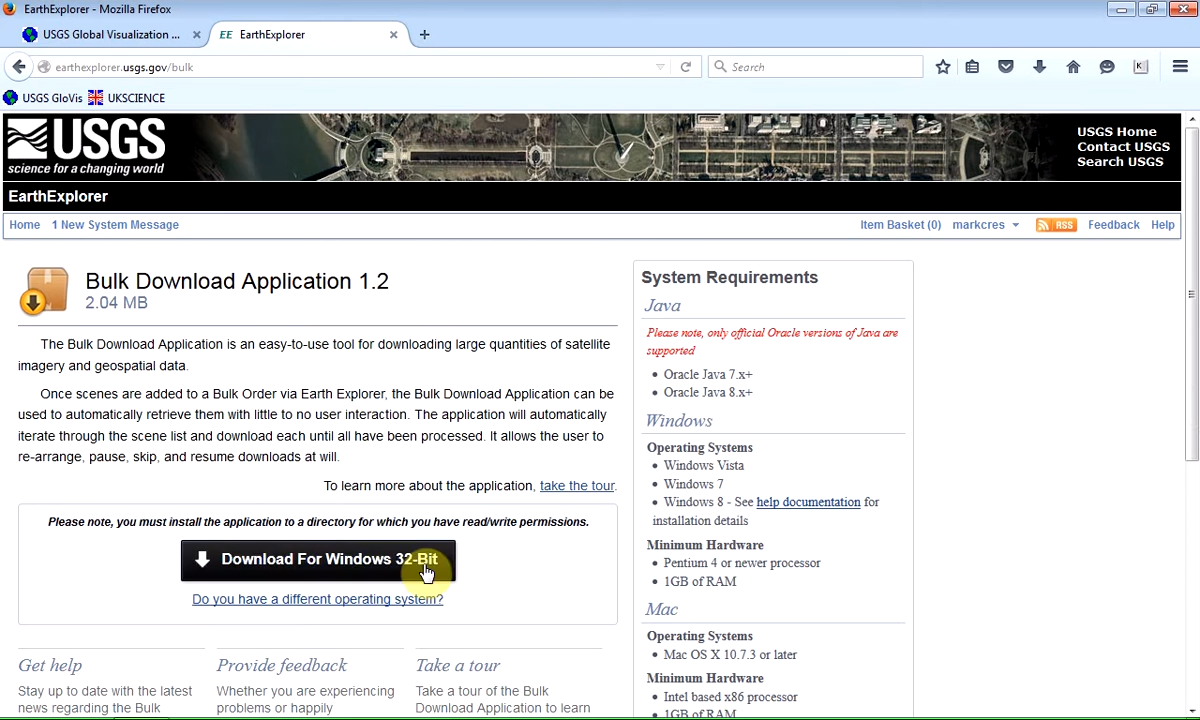 EarthExplorer - Mozilla Firefox
USGS Global Visualization ...
EE EarthExplorer
earthexplorer.usgs.gov/bulk
Search
USGS GloVis
UKSCIENCE
USGS
science for a changing world
USGS Home
Contact USGS
Search USGS
EarthExplorer
Home 1 New System Message
Item Basket (0) markcres RSS Feedback Help
Bulk Download Application 1.2
2.04 MB
The Bulk Download Application is an easy-to-use tool for downloading large quantities of satellite
imagery and geospatial data.
Once scenes are added to a Bulk Order via Earth Explorer, the Bulk Download Application can be
used to automatically retrieve them with little to no user interaction. The application will automatically
iterate through the scene list and download each until all have been processed. It allows the user to
re-arrange, pause, skip, and resume downloads at will.
To learn more about the application, take the tour.
Please note, you must install the application to a directory for which you have read/write permissions.
Download For Windows 32-Bit
Do you have a different operating system?
Get help
Stay up to date with the latest
news regarding the Bulk
Provide feedback
Whether you are experiencing
problems or happily
Take a tour
Take a tour of the Bulk
Download Application to learn
System Requirements
Java
Please note, only official Oracle versions of Java are
supported
• Oracle Java 7.x+
• Oracle Java 8.x+
Windows
Operating Systems
• Windows Vista
• Windows 7
• Windows 8 - See help documentation for
installation details
Minimum Hardware
• Pentium 4 or newer processor
• 1GB of RAM
Mac
Operating Systems
• Mac OS X 10.7.3 or later
Minimum Hardware
• Intel based x86 processor
• 1GB of RAM